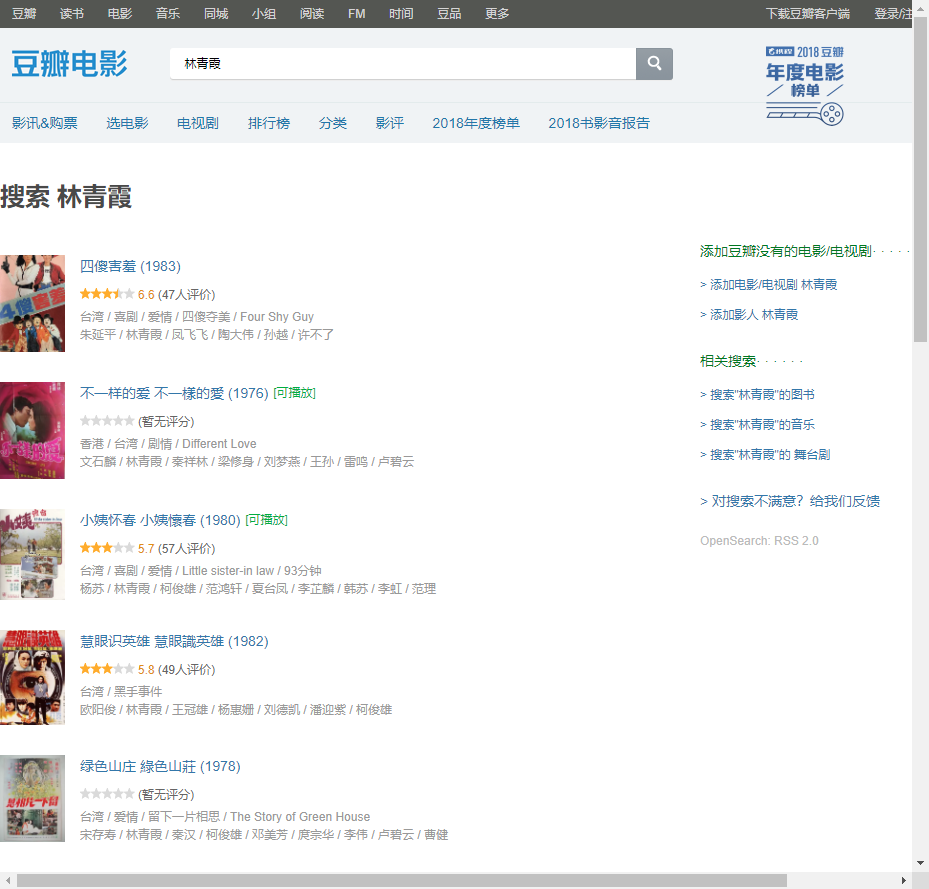 豆瓣 读书 电影 音乐 同城 小组 阅读 FM 时间 豆品 更多 下载豆瓣客户端 登录/注
豆瓣电影
林青霞
2018豆瓣
年度电影
榜单
影讯&购票 选电影 电视剧 排行榜 分类 影评 2018年度榜单 2018书影音报告
搜索 林青霞
四傻害羞 (1983)
6.6 (47人评价)
台湾 / 喜剧 / 爱情 / 四傻夺美 / Four Shy Guy
朱延平 / 林青霞 / 凤飞飞 / 陶大伟 / 孙越 / 许不了
不一样的爱 不一樣的愛 (1976) [可播放]
(暂无评分)
香港 / 台湾 / 剧情 / Different Love
文石麟 / 林青霞 / 秦祥林 / 梁修身 / 刘梦燕 / 王孙 / 雷鸣 / 卢碧云
小姨怀春 小姨懷春 (1980) [可播放]
5.7 (57人评价)
台湾 / 喜剧 / 爱情 / Little sister-in law / 93分钟
杨苏 / 林青霞 / 柯俊雄 / 范鸿轩 / 夏台凤 / 李正麟 / 韩苏 / 李虹 / 范理
慧眼识英雄 慧眼識英雄 (1982)
5.8 (49人评价)
台湾 / 黑手事件
欧阳俊 / 林青霞 / 王冠雄 / 杨惠姗 / 刘德凯 / 潘迎紫 / 柯俊雄
绿色山庄 綠色山莊 (1978)
(暂无评分)
台湾 / 爱情 / 留下一片相思 / The Story of Green House
宋存寿 / 林青霞 / 秦汉 / 柯俊雄 / 邓美芳 / 庹宗华 / 李伟 / 卢碧云 / 曹健
添加豆瓣没有的电影/电视剧· · · · ·
> 添加电影/电视剧 林青霞
> 添加影人 林青霞
相关搜索· · · · · ·
> 搜索"林青霞"的图书
> 搜索"林青霞"的音乐
> 搜索"林青霞"的 舞台剧
> 对搜索不满意？给我们反馈
OpenSearch: RSS 2.0